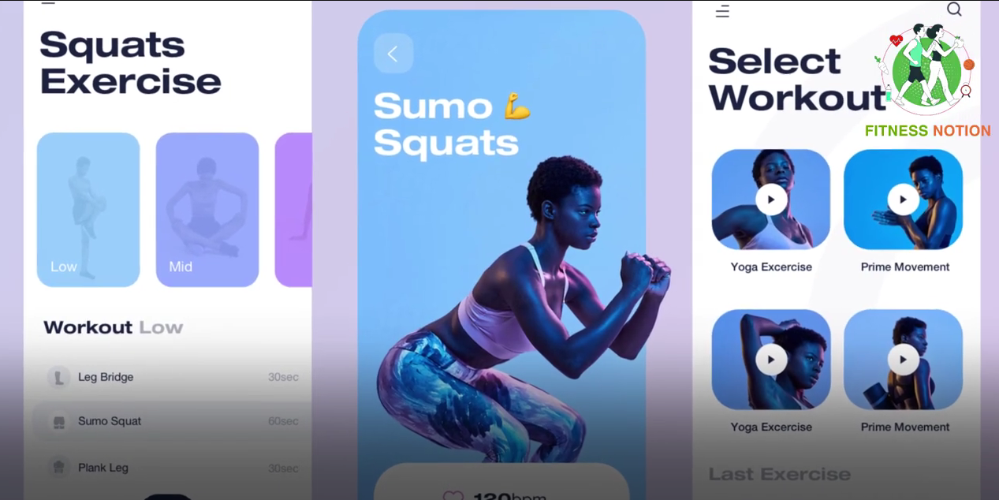 Squats
Exercise
Low
Mid
Workout Low
Leg Bridge 30sec
Sumo Squat 60sec
Plank Leg 30sec
Sumo 💪
Squats
120bpm
Select
Workout
FITNESS NOTION
Yoga Excercise
Prime Movement
Yoga Excercise
Prime Movement
Last Exercise